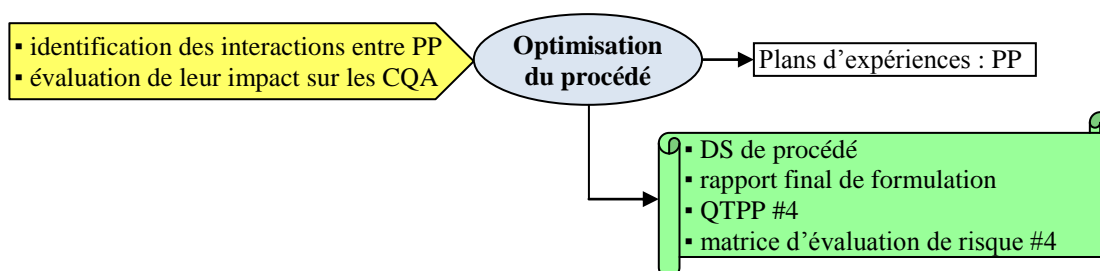 ▪ identification des interactions entre PP
▪ évaluation de leur impact sur les CQA
Optimisation
du procédé
Plans d’expériences : PP
▪ DS de procédé
▪ rapport final de formulation
▪ QTPP #4
▪ matrice d’évaluation de risque #4